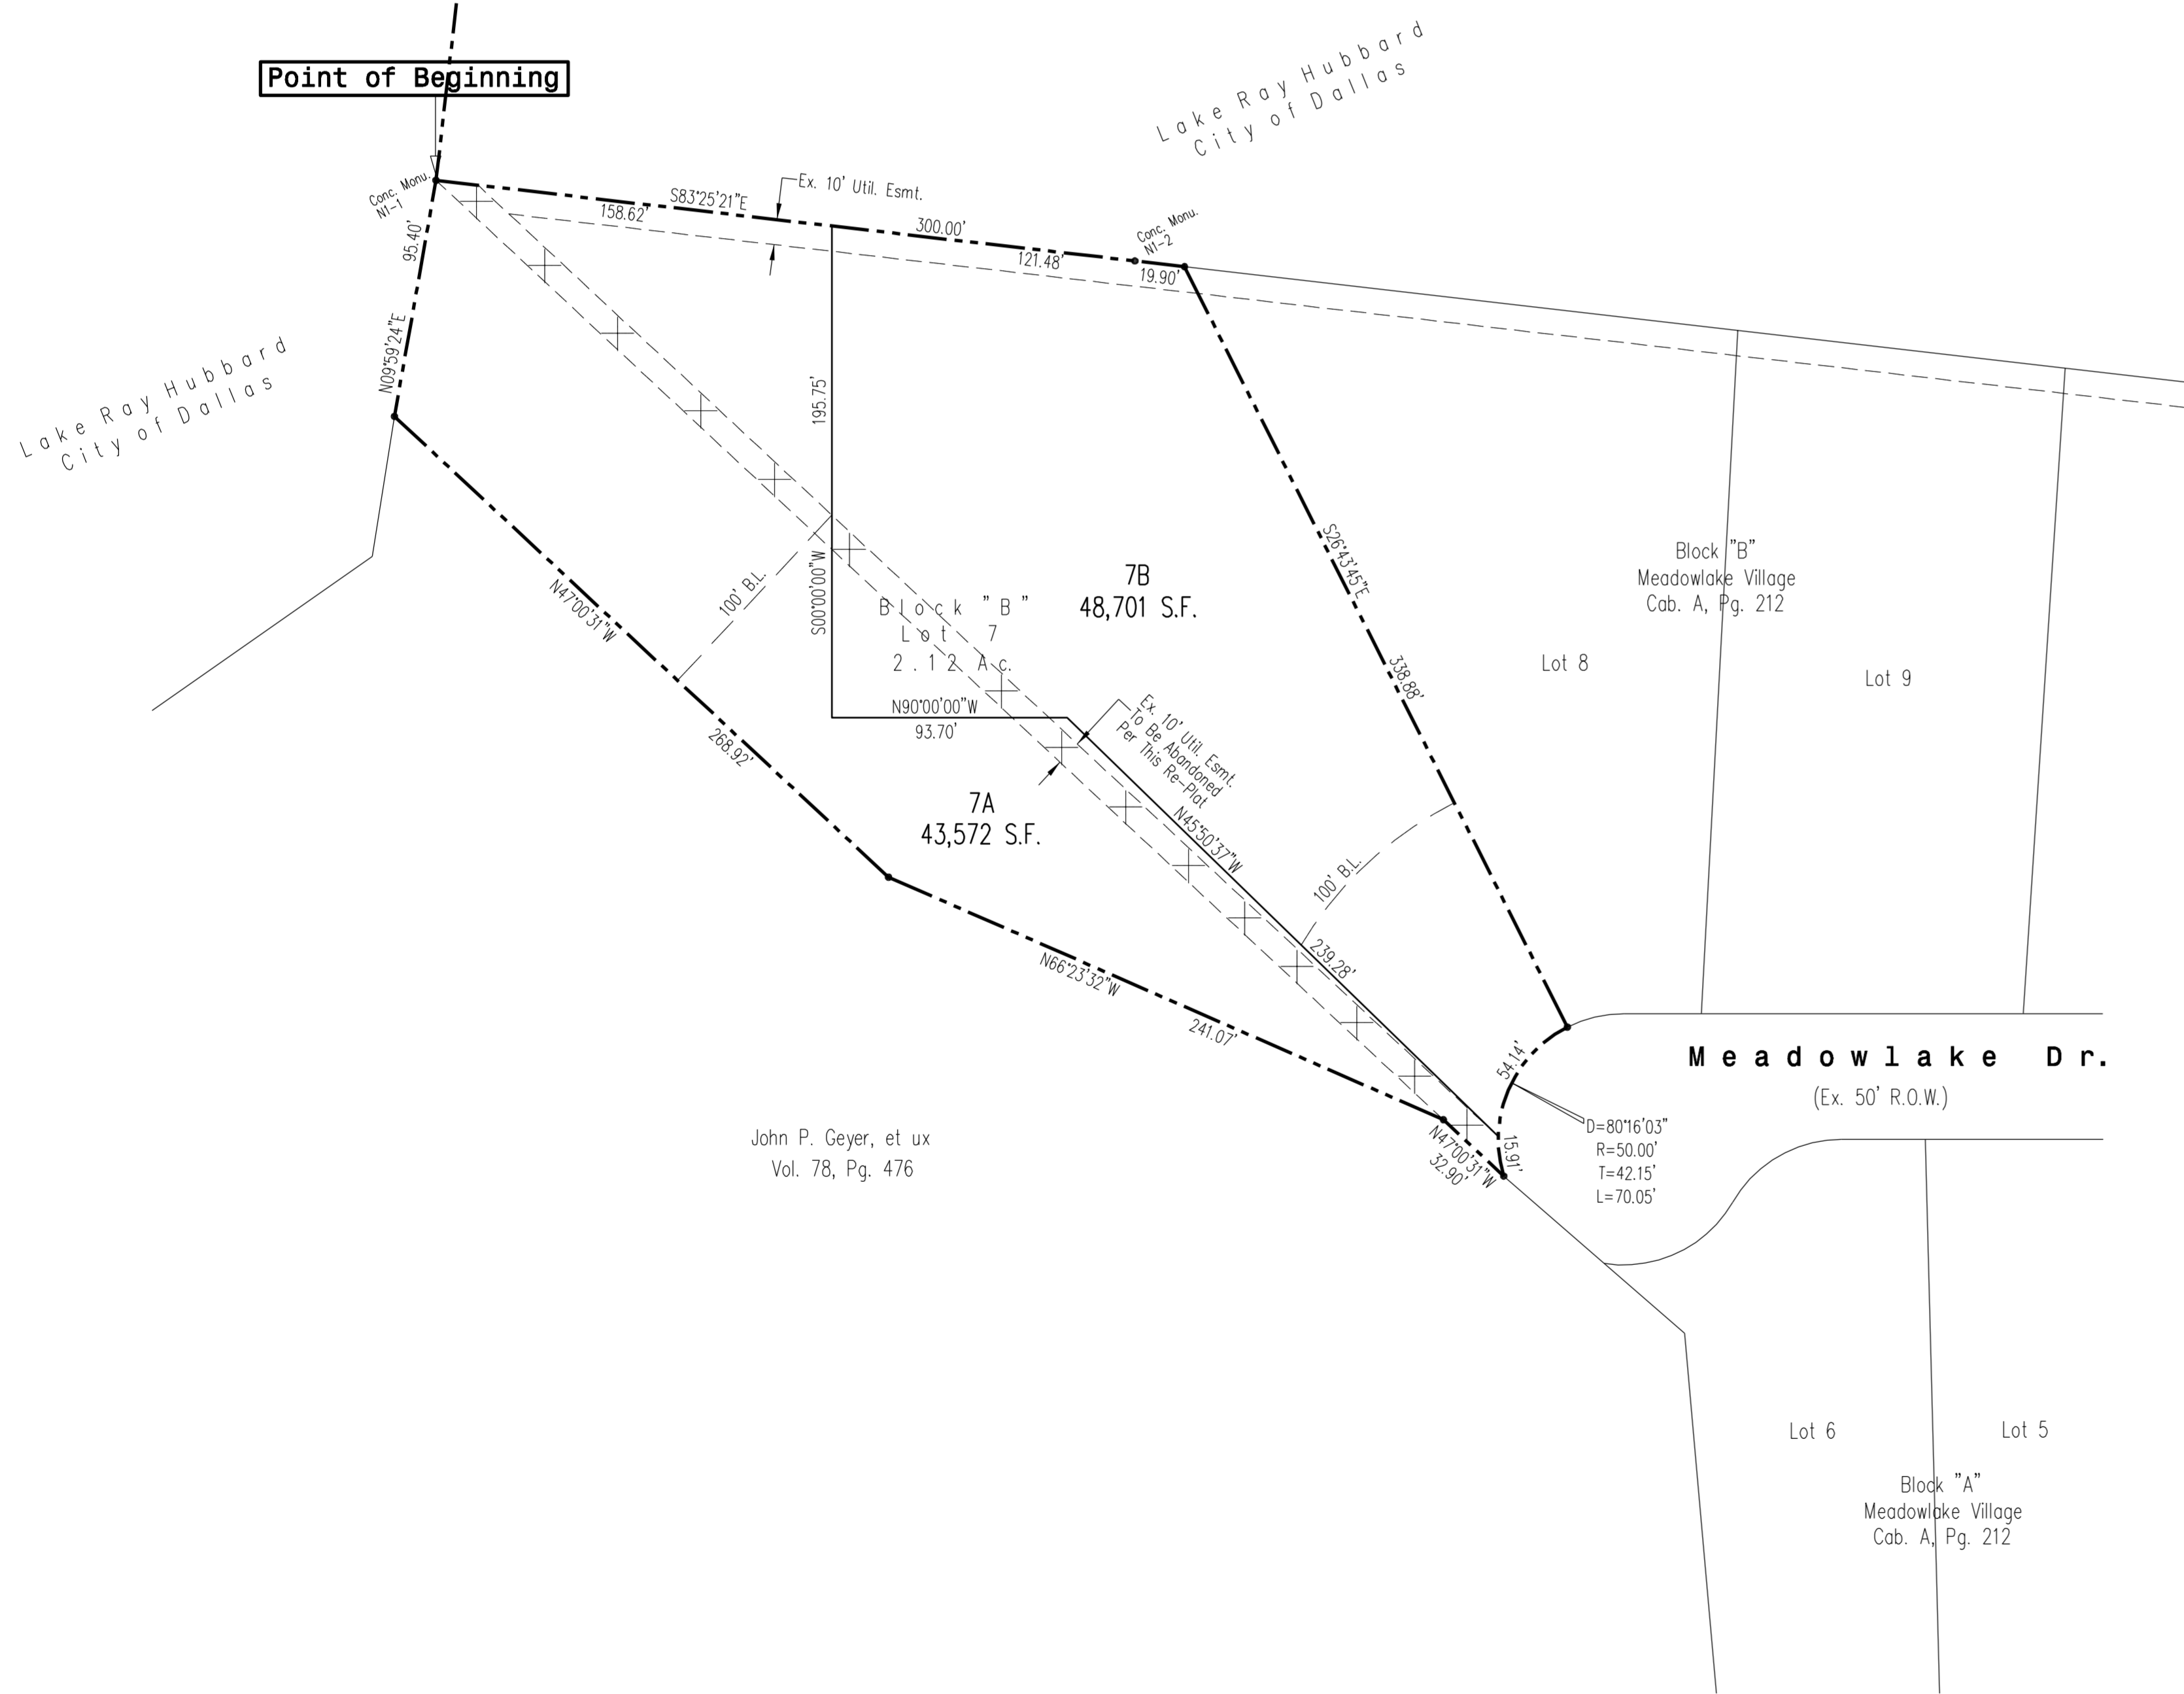 Point of Beginning
Lake Ray Hubbard
City of Dallas
Conc. Monu.
N1-1
S83°25'21"E
158.62'
Ex. 10' Util. Esmt.
300.00'
121.48'
Conc. Monu.
N1-2
19.90'
95.40'
N09°59'24"E
Lake Ray Hubbard
City of Dallas
195.75'
S00°00'00"W
S26°43'45"E
338.88'
N47°00'31"W
268.92'
100' B.L.
Block "B"
Lot 7
2.12 Ac.
7B
48,701 S.F.
Block "B"
Meadowlake Village
Cab. A, Pg. 212
Lot 8
Lot 9
N90°00'00"W
93.70'
Ex. 10' Util. Esmt.
To Be Abandoned
Per This Re-Plat
7A
43,572 S.F.
N45°50'37"W
239.28'
100' B.L.
N66°23'32"W
241.07'
54.14'
Meadowlake Dr.
(Ex. 50' R.O.W.)
D=80°16'03"
R=50.00'
T=42.15'
L=70.05'
15.91'
N47°00'31"W
32.90'
John P. Geyer, et ux
Vol. 78, Pg. 476
Lot 6
Lot 5
Block "A"
Meadowlake Village
Cab. A, Pg. 212